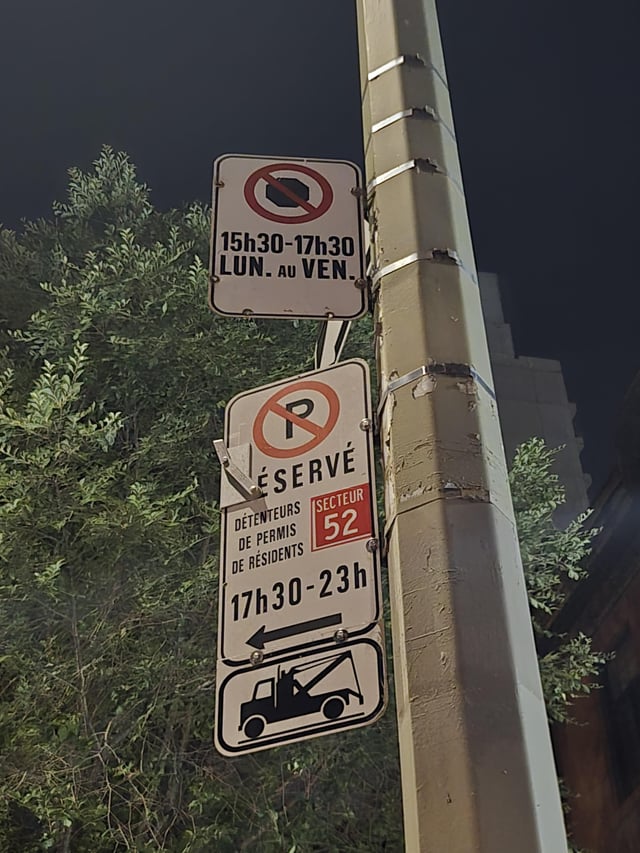 15h30-17h30
LUN. AU VEN.
P
ÉSERVÉ
DÉTENTEURS
DE PERMIS
DE RÉSIDENTS
SECTEUR
52
17h30-23h